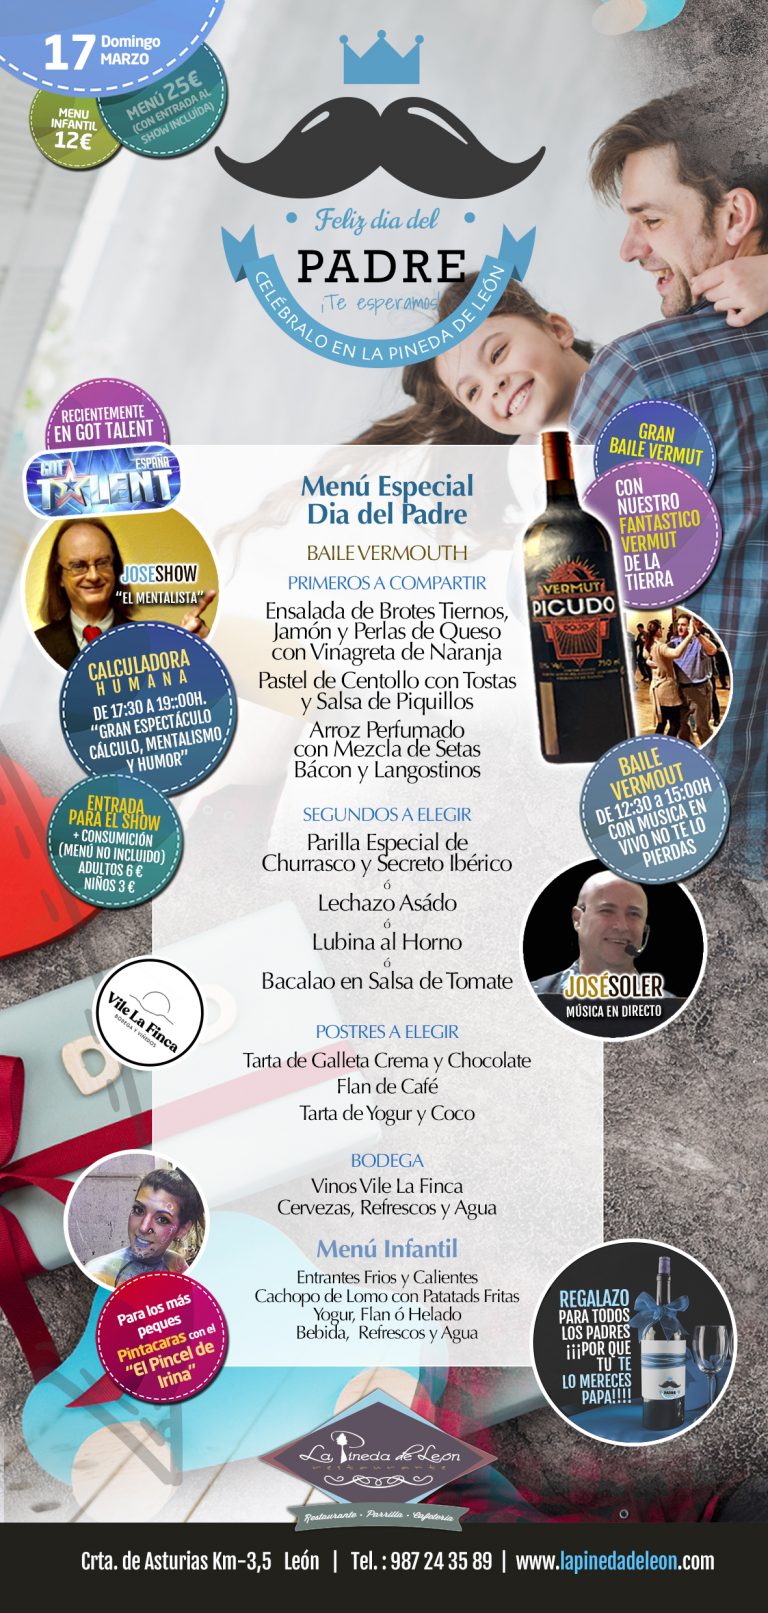 17 Domingo
MARZO
MENU
INFANTIL
12€
MENÚ 25€
(CON ENTRADA AL
SHOW INCLUÍDA)
Feliz dia del
PADRE
¡Te esperamos!
CELÉBRALO EN LA PINEDA DE LEÓN
RECIENTEMENTE
EN GOT TALENT
GOT
ESPAÑA
TALENT
JOSESHOW
"EL MENTALISTA"
CALCULADORA
HUMANA
DE 17:30 A 19::00H.
"GRAN ESPECTÁCULO
CÁLCULO, MENTALISMO
Y HUMOR"
ENTRADA
PARA EL SHOW
+ CONSUMICIÓN
(MENÚ NO INCLUIDO)
ADULTOS 6 €
NIÑOS 3 €
GRAN
BAILE VERMUT
CON
NUESTRO
FANTASTICO
VERMUT
DE LA
TIERRA
VERMUT
PICUDO
ROJO
750 ml
BAILE
VERMOUT
DE 12:30 a 15:00H
CON MUSICA EN
VIVO NO TE LO
PIERDAS
JOSÉSOLER
MÚSICA EN DIRECTO
Menú Especial
Dia del Padre
BAILE VERMOUTH
PRIMEROS A COMPARTIR
Ensalada de Brotes Tiernos,
Jamón y Perlas de Queso
con Vinagreta de Naranja
Pastel de Centollo con Tostas
y Salsa de Piquillos
Arroz Perfumado
con Mezcla de Setas
Bácon y Langostinos
SEGUNDOS A ELEGIR
Parilla Especial de
Churrasco y Secreto Ibérico
ó
Lechazo Asádo
ó
Lubina al Horno
ó
Bacalao en Salsa de Tomate
POSTRES A ELEGIR
Tarta de Galleta Crema y Chocolate
Flan de Café
Tarta de Yogur y Coco
BODEGA
Vinos Vile La Finca
Cervezas, Refrescos y Agua
Menú Infantil
Entrantes Frios y Calientes
Cachopo de Lomo con Patatads Fritas
Yogur, Flan ó Helado
Bebida, Refrescos y Agua
Vile La Finca
BODEGA Y VIÑEDOS
Para los más
peques
Pintacaras con el
"El Pincel de
Irina"
REGALAZO
PARA TODOS
LOS PADRES
¡¡¡POR QUE
TU TE
LO MERECES
PAPA!!!!
PADRE
La Pineda de Leon
restaurante
Restaurante · Parrilla · Cafetería
Crta. de Asturias Km-3,5 León | Tel. : 987 24 35 89 | www.lapinedadeleon.com